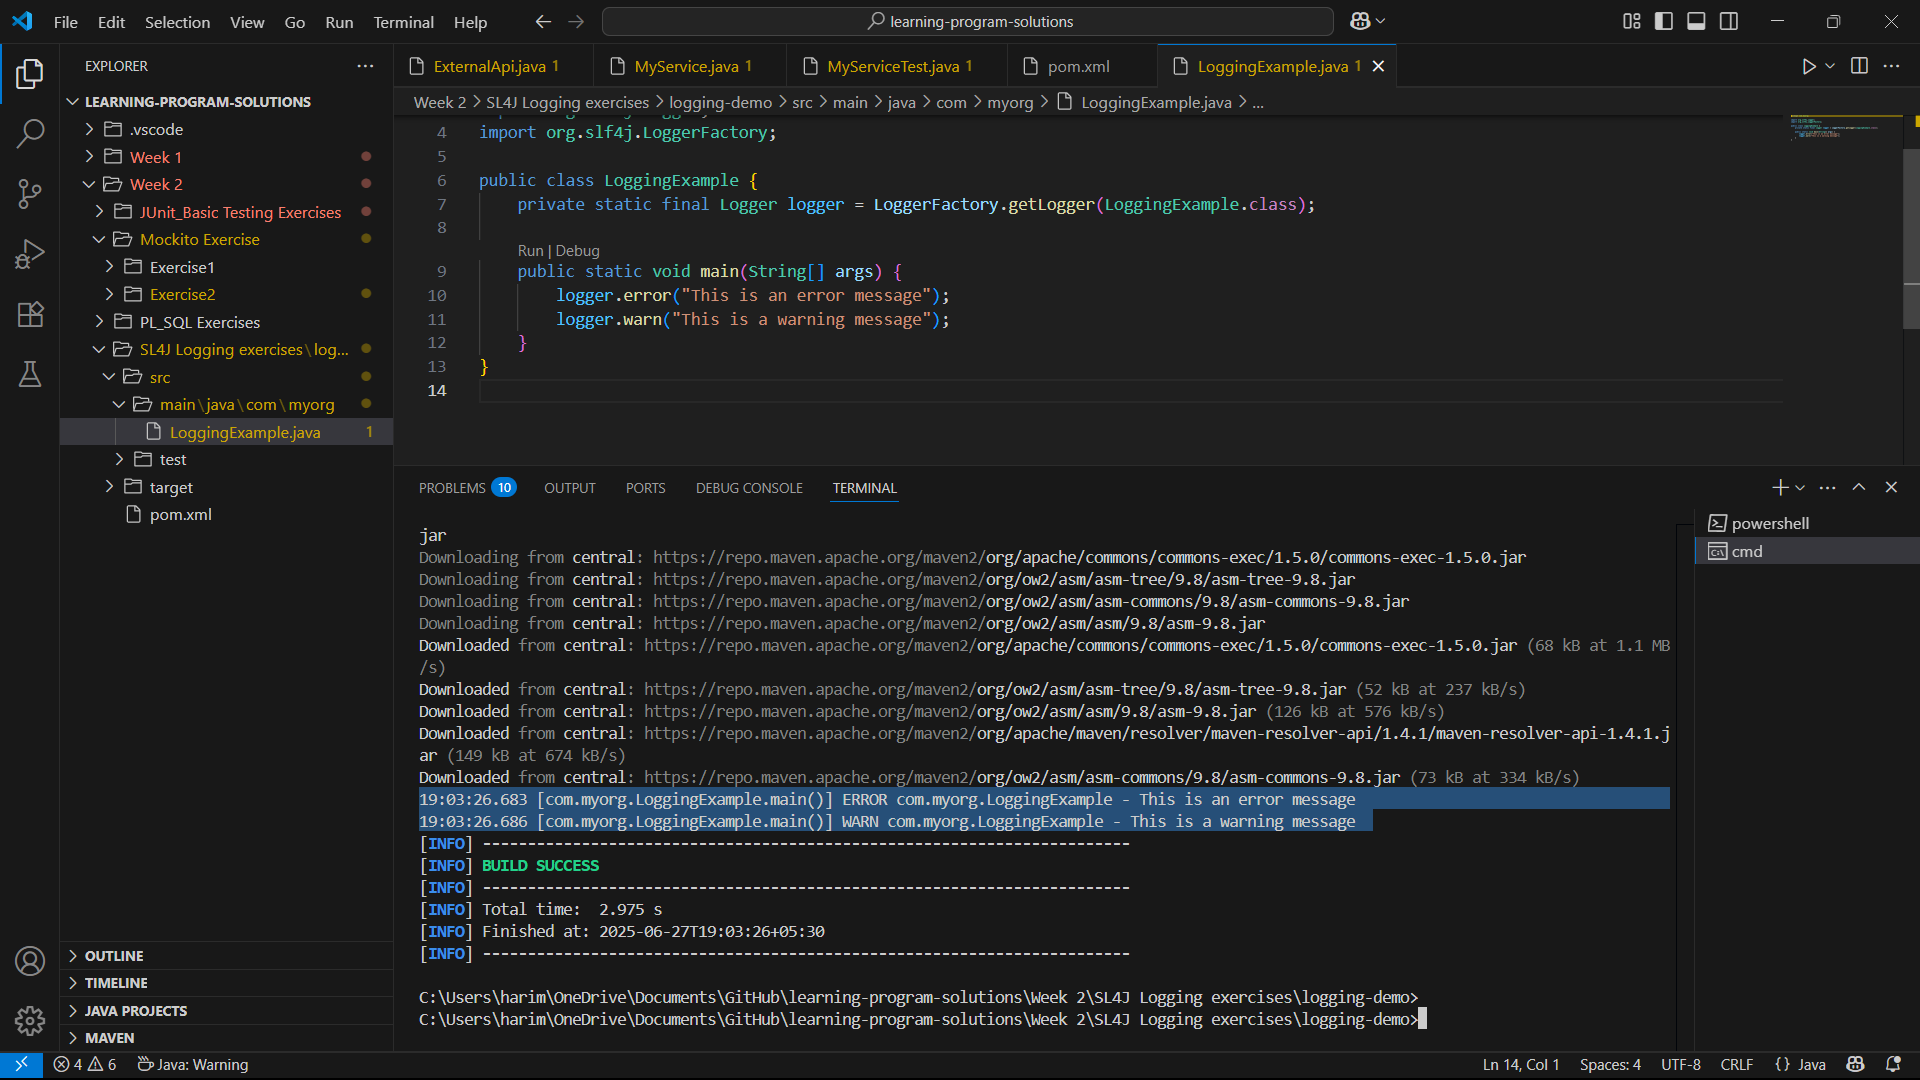 File Edit Selection View Go Run Terminal Help
learning-program-solutions
EXPLORER
LEARNING-PROGRAM-SOLUTIONS
.vscode
Week 1
Week 2
JUnit_Basic Testing Exercises
Mockito Exercise
Exercise1
Exercise2
PL_SQL Exercises
SL4J Logging exercises\log...
src
main\java\com\myorg
LoggingExample.java 1
test
target
pom.xml
OUTLINE
TIMELINE
JAVA PROJECTS
MAVEN
ExternalApi.java 1 MyService.java 1 MyServiceTest.java 1 pom.xml LoggingExample.java 1
Week 2 > SL4J Logging exercises > logging-demo > src > main > java > com > myorg > LoggingExample.java > ...
4 import org.slf4j.LoggerFactory;
5
6 public class LoggingExample {
7 private static final Logger logger = LoggerFactory.getLogger(LoggingExample.class);
8
Run | Debug
9 public static void main(String[] args) {
10 logger.error("This is an error message");
11 logger.warn("This is a warning message");
12 }
13 }
14
PROBLEMS 10 OUTPUT PORTS DEBUG CONSOLE TERMINAL
powershell
cmd
jar
Downloading from central: https://repo.maven.apache.org/maven2/org/apache/commons/commons-exec/1.5.0/commons-exec-1.5.0.jar
Downloading from central: https://repo.maven.apache.org/maven2/org/ow2/asm/asm-tree/9.8/asm-tree-9.8.jar
Downloading from central: https://repo.maven.apache.org/maven2/org/ow2/asm/asm-commons/9.8/asm-commons-9.8.jar
Downloading from central: https://repo.maven.apache.org/maven2/org/ow2/asm/asm/9.8/asm-9.8.jar
Downloaded from central: https://repo.maven.apache.org/maven2/org/apache/commons/commons-exec/1.5.0/commons-exec-1.5.0.jar (68 kB at 1.1 MB
/s)
Downloaded from central: https://repo.maven.apache.org/maven2/org/ow2/asm/asm-tree/9.8/asm-tree-9.8.jar (52 kB at 237 kB/s)
Downloaded from central: https://repo.maven.apache.org/maven2/org/ow2/asm/asm/9.8/asm-9.8.jar (126 kB at 576 kB/s)
Downloaded from central: https://repo.maven.apache.org/maven2/org/apache/maven/resolver/maven-resolver-api/1.4.1/maven-resolver-api-1.4.1.j
ar (149 kB at 674 kB/s)
Downloaded from central: https://repo.maven.apache.org/maven2/org/ow2/asm/asm-commons/9.8/asm-commons-9.8.jar (73 kB at 334 kB/s)
19:03:26.683 [com.myorg.LoggingExample.main()] ERROR com.myorg.LoggingExample - This is an error message
19:03:26.686 [com.myorg.LoggingExample.main()] WARN com.myorg.LoggingExample - This is a warning message
[INFO] ------------------------------------------------------------------------
[INFO] BUILD SUCCESS
[INFO] ------------------------------------------------------------------------
[INFO] Total time:  2.975 s
[INFO] Finished at: 2025-06-27T19:03:26+05:30
[INFO] ------------------------------------------------------------------------
C:\Users\harim\OneDrive\Documents\GitHub\learning-program-solutions\Week 2\SL4J Logging exercises\logging-demo>
C:\Users\harim\OneDrive\Documents\GitHub\learning-program-solutions\Week 2\SL4J Logging exercises\logging-demo>
4 6 Java: Warning Ln 14, Col 1 Spaces: 4 UTF-8 CRLF {} Java